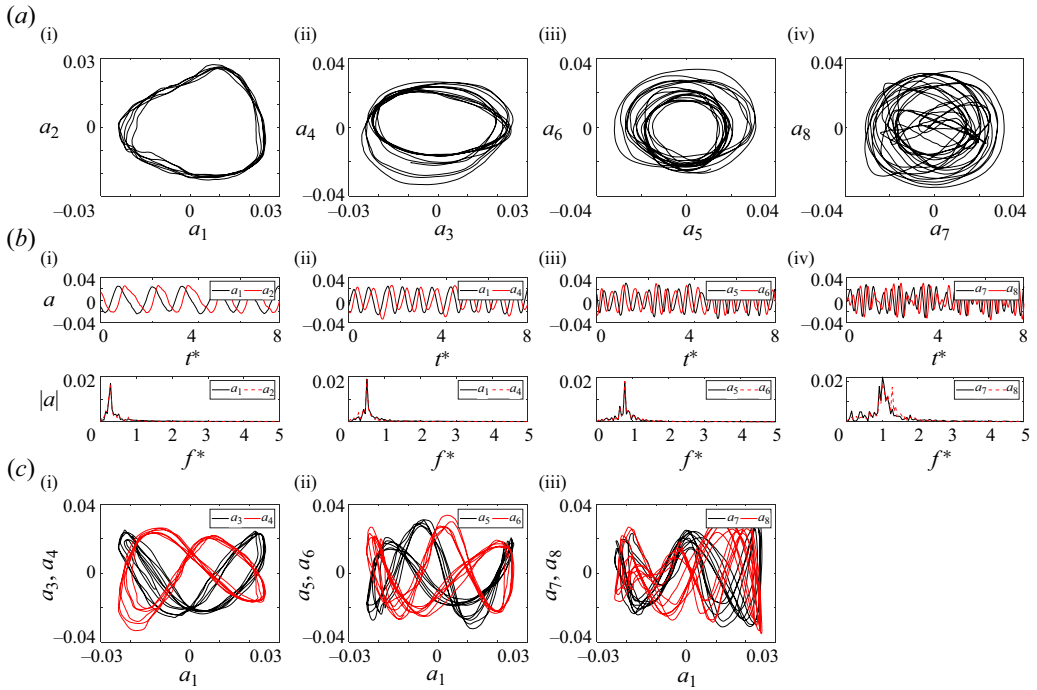 (a)
(i) (ii) (iii) (iv)
0.03 0.04 0.04 0.04
a2 0 a4 0 a6 0 a8 0
–0.03 –0.04 –0.04 –0.04
–0.03 0 0.03 –0.03 0 0.03 –0.03 0 0.04 –0.03 0 0.04
a1 a3 a5 a7
(b)
(i) (ii) (iii) (iv)
0.04 a1 a2 0.04 a1 a4 0.04 a5 a6 0.04 a7 a8
a 0 0 0 0
–0.04 –0.04 –0.04 –0.04
0 4 8 0 4 8 0 4 8 0 4 8
t* t* t* t*
0.02 a1 a2 0.02 a1 a4 0.02 a5 a6 0.02 a7 a8
|a|
0 1 2 3 4 5 0 1 2 3 4 5 0 1 2 3 4 5 0 1 2 3 4 5
f* f* f* f*
(c)
(i) (ii) (iii)
0.04 a3 a4 0.04 a5 a6 0.04 a7 a8
a3, a4 0 a5, a6 0 a7, a8 0
–0.04 –0.04 –0.04
–0.03 0 0.03 –0.03 0 0.03 –0.03 0 0.03
a1 a1 a1